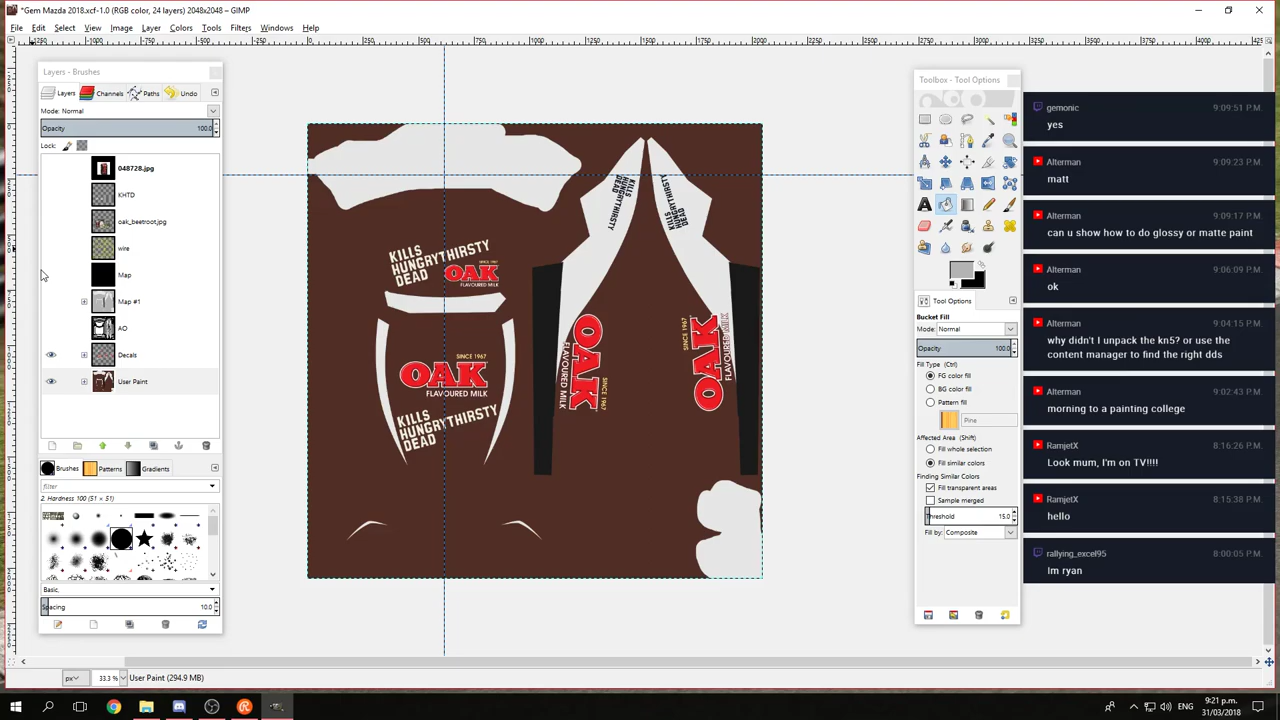 *Gem Mazda 2018.xcf-1.0 (RGB color, 24 layers) 2048x2048 – GIMP
File Edit Select View Image Layer Colors Tools Filters Windows Help
Layers - Brushes
Layers Channels Paths Undo
Mode: Normal
Opacity 100.0
Lock:
048728.jpg
KHTD
oak_beetroot.jpg
wire
Map
Map #1
AO
Decals
User Paint
Brushes Patterns Gradients
filter
2. Hardness 100 (51 × 51)
Basic,
Spacing 10.0
KILLS
HUNGRYTHIRSTY
DEAD
SINCE 1967
OAK
FLAVOURED MILK
SINCE 1967
OAK
FLAVOURED MILK
KILLS
HUNGRYTHIRSTY
DEAD
KILLS
HUNGRYTHIRSTY
DEAD
KILLS
HUNGRYTHIRSTY
DEAD
OAK
FLAVOURED MILK
SINCE 1967
SINCE 1967
OAK
FLAVOURED MILK
Toolbox - Tool Options
Tool Options
Bucket Fill
Mode: Normal
Opacity 100.0
Fill Type (Ctrl)
FG color fill
BG color fill
Pattern fill
Pine
Affected Area (Shift)
Fill whole selection
Fill similar colors
Finding Similar Colors
Fill transparent areas
Sample merged
Threshold 15.0
Fill by: Composite
gemonic 9:09:51 P.M.
yes
Alterman 9:09:23 P.M.
matt
Alterman 9:09:17 P.M.
can u show how to do glossy or matte paint
Alterman 9:06:09 P.M.
ok
Alterman 9:04:15 P.M.
why didn't I unpack the kn5? or use
the content manager to find the right dds
Alterman 9:02:43 P.M.
morning to a painting college
RamjetX 8:16:26 P.M.
Look mum, I'm on TV!!!!
RamjetX 8:15:38 P.M.
hello
rallying_excel95 8:00:05 P.M.
Im ryan
px 33.3 % User Paint (294.9 MB)
ENG 9:21 p.m.
31/03/2018